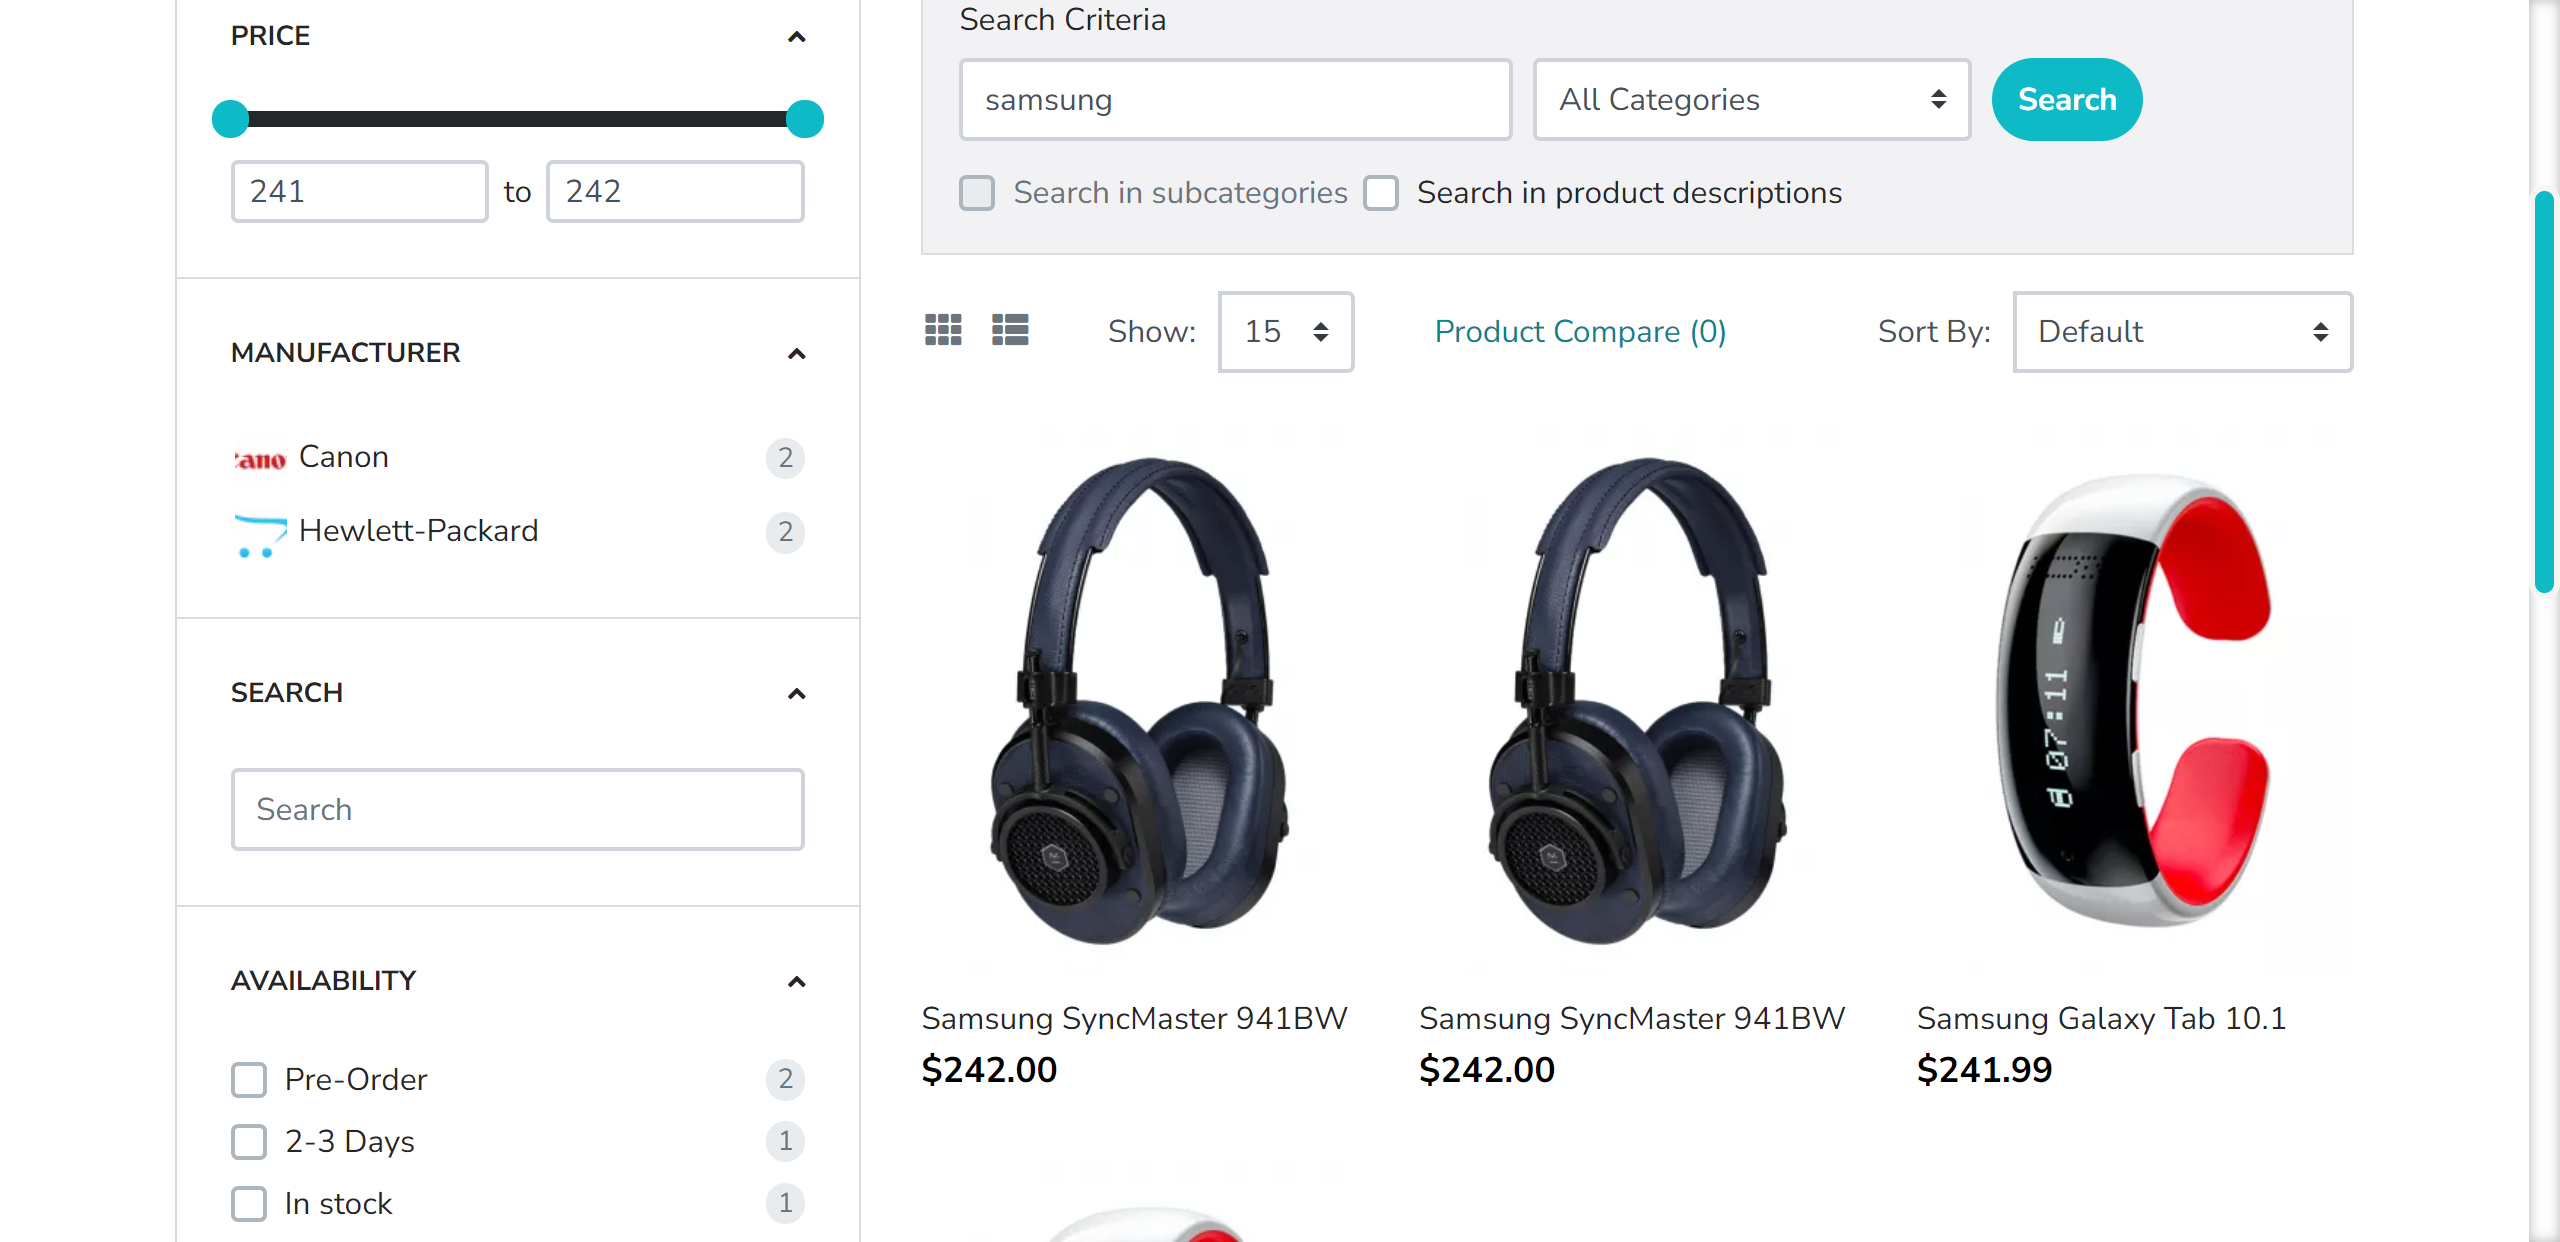 PRICE
241 to 242
MANUFACTURER
Canon 2
Hewlett-Packard 2
SEARCH
Search
AVAILABILITY
Pre-Order 2
2-3 Days 1
In stock 1
Search Criteria
samsung All Categories Search
Search in subcategories Search in product descriptions
Show: 15 Product Compare (0) Sort By: Default
07:11
Samsung SyncMaster 941BW
$242.00
Samsung SyncMaster 941BW
$242.00
Samsung Galaxy Tab 10.1
$241.99